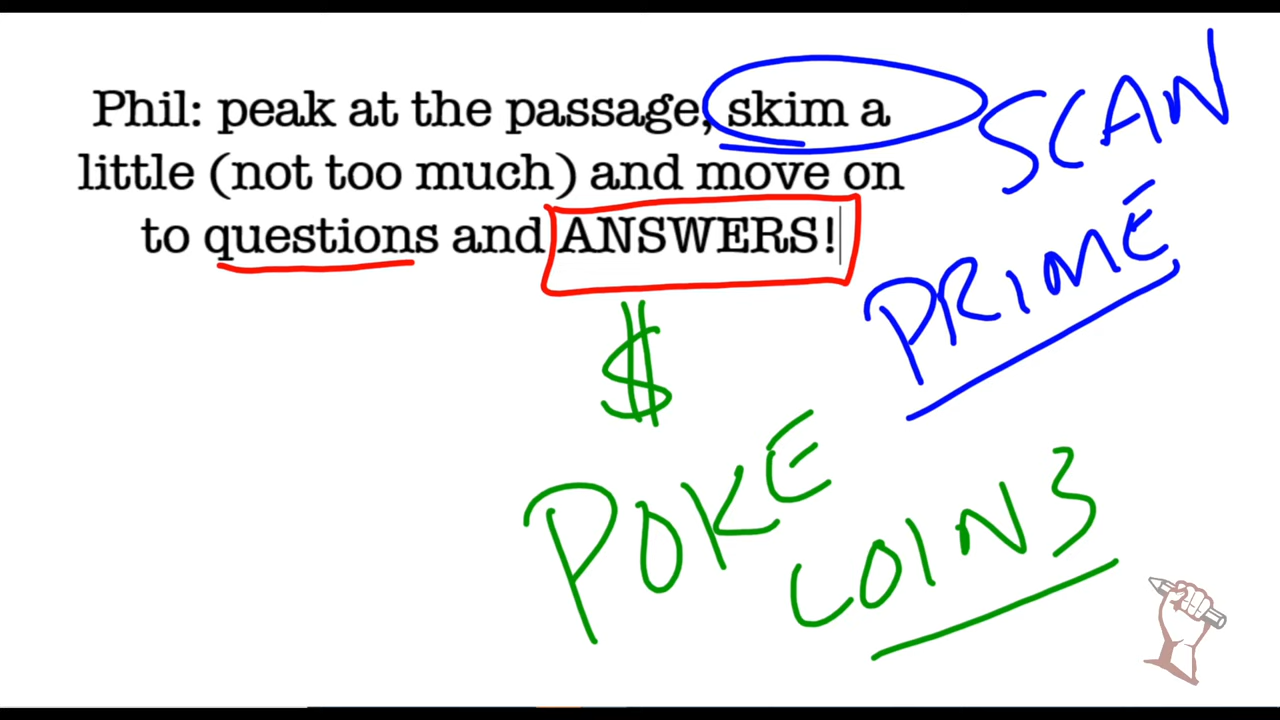 Phil: peak at the passage, skim a
little (not too much) and move on
to questions and ANSWERS!
SCAN
PRIME
$
POKE
COINS